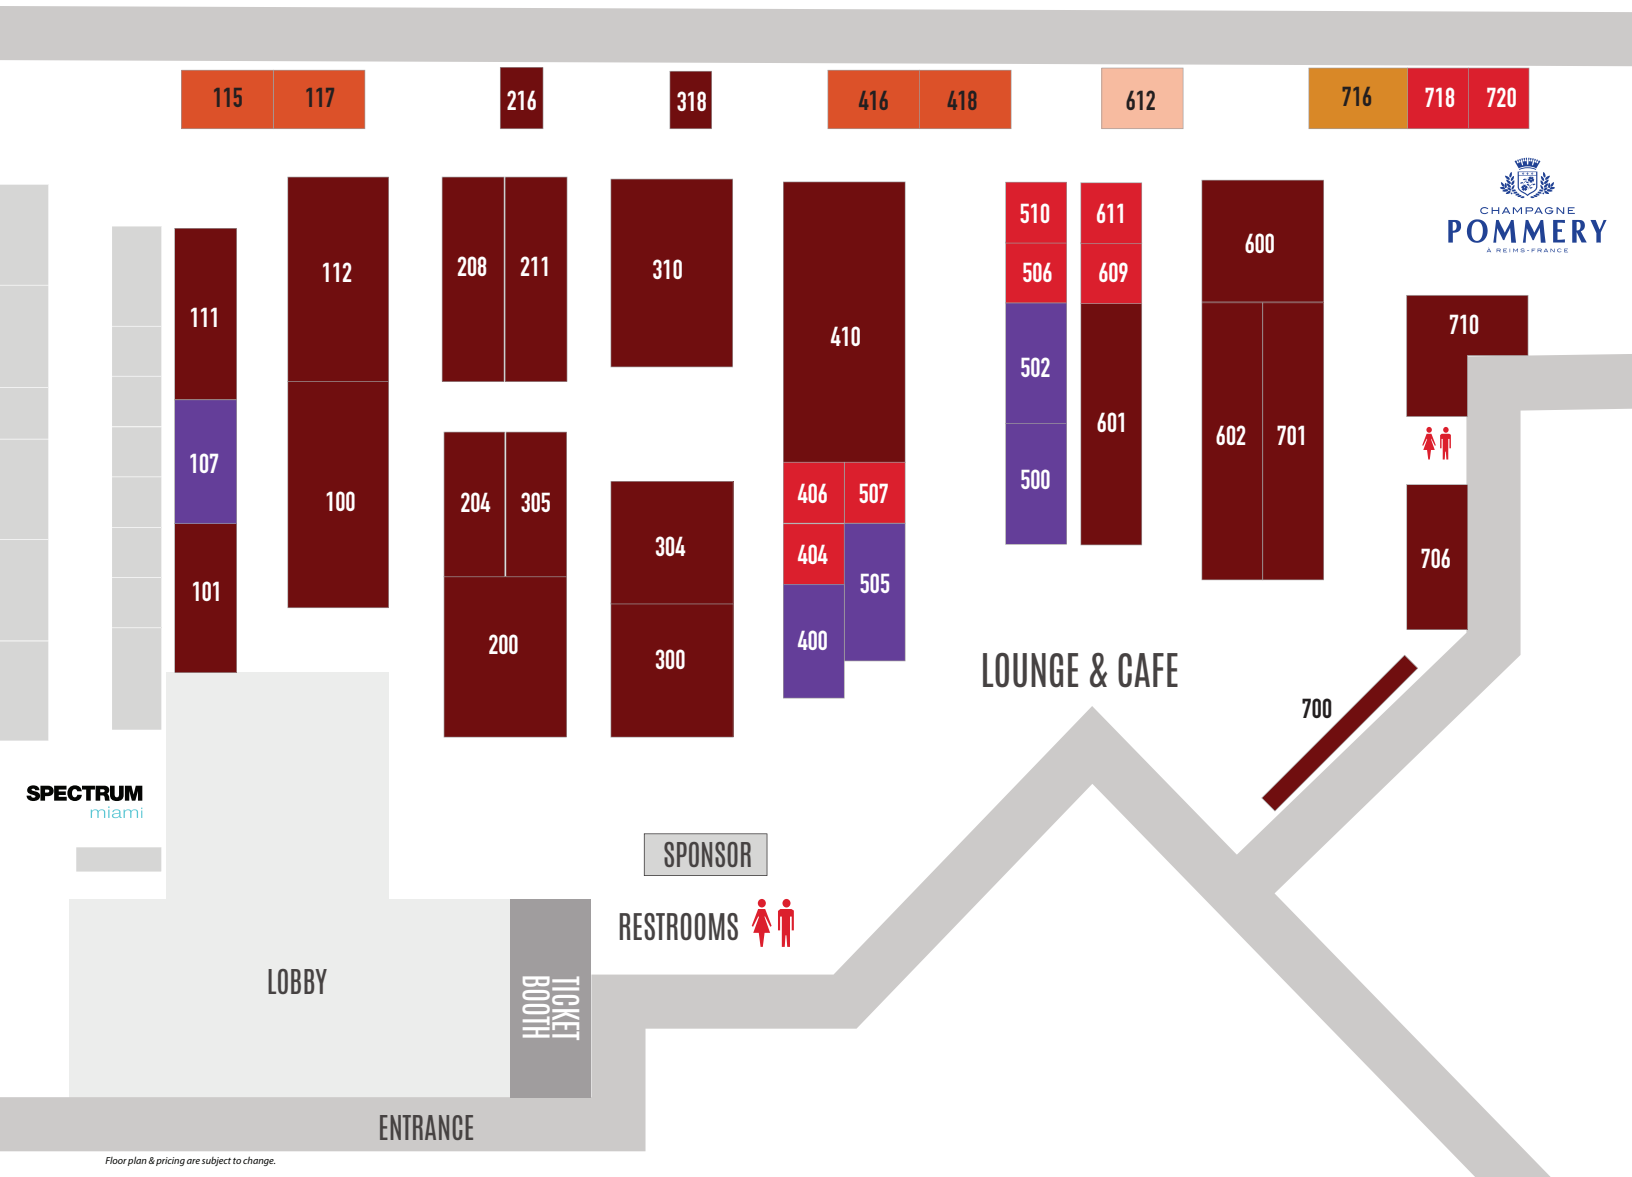 115 117 216 318 416 418 612 716 718 720
CHAMPAGNE
POMMERY
À REIMS-FRANCE
111 112 208 211 310 410 510 611 600 710
506 609
107 100 204 305 304 406 507 502 601 602 701
101 404 505 500 706
200 300 400
LOUNGE & CAFE
700
SPECTRUM
miami
SPONSOR
RESTROOMS
LOBBY
TICKET
BOOTH
ENTRANCE
Floor plan & pricing are subject to change.